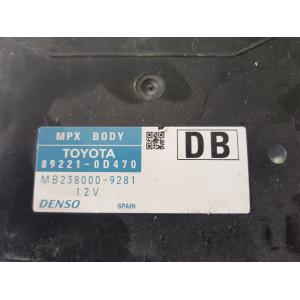 MPX BODY
TOYOTA
89221-0D470
DB
MB238000-9281
12V
DENSO
SPAIN